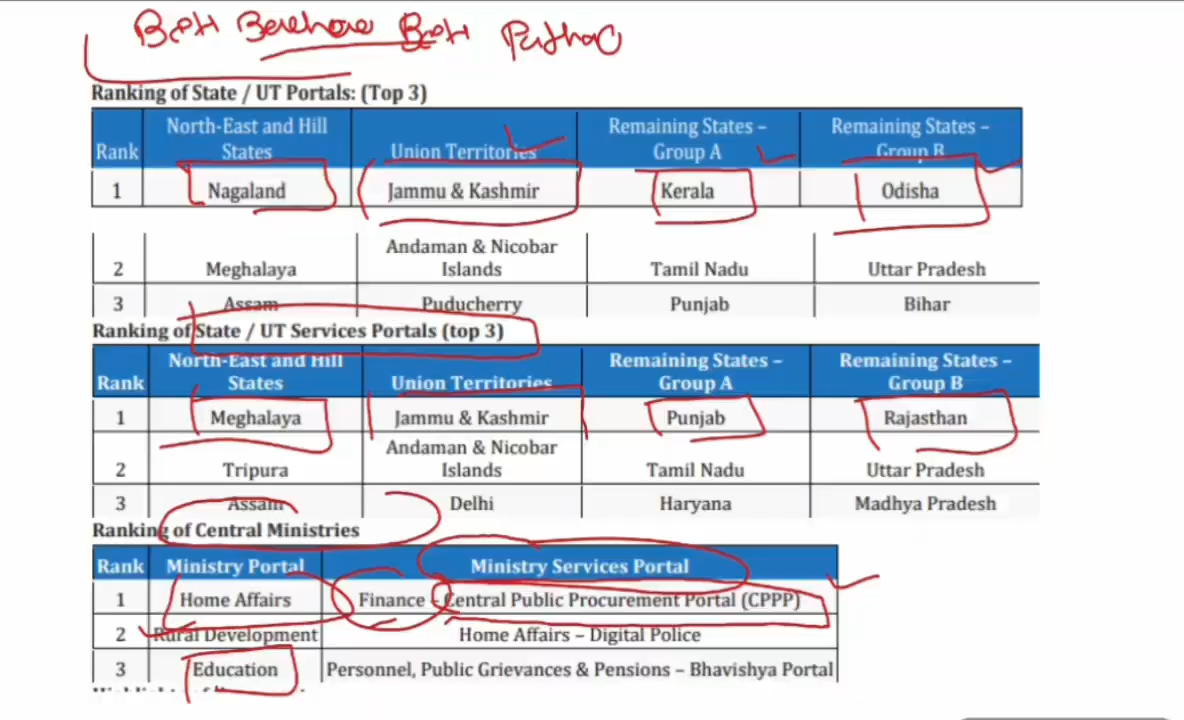 Ranking of State / UT Portals: (Top 3)
Rank North-East and Hill States Union Territories Remaining States – Group A Remaining States – Group B
1 Nagaland Jammu & Kashmir Kerala Odisha
2 Meghalaya Andaman & Nicobar Islands Tamil Nadu Uttar Pradesh
3 Assam Puducherry Punjab Bihar
Ranking of State / UT Services Portals (top 3)
Rank North-East and Hill States Union Territories Remaining States – Group A Remaining States – Group B
1 Meghalaya Jammu & Kashmir Punjab Rajasthan
2 Tripura Andaman & Nicobar Islands Tamil Nadu Uttar Pradesh
3 Assam Delhi Haryana Madhya Pradesh
Ranking of Central Ministries
Rank Ministry Portal Ministry Services Portal
1 Home Affairs Finance – Central Public Procurement Portal (CPPP)
2 Rural Development Home Affairs – Digital Police
3 Education Personnel, Public Grievances & Pensions – Bhavishya Portal